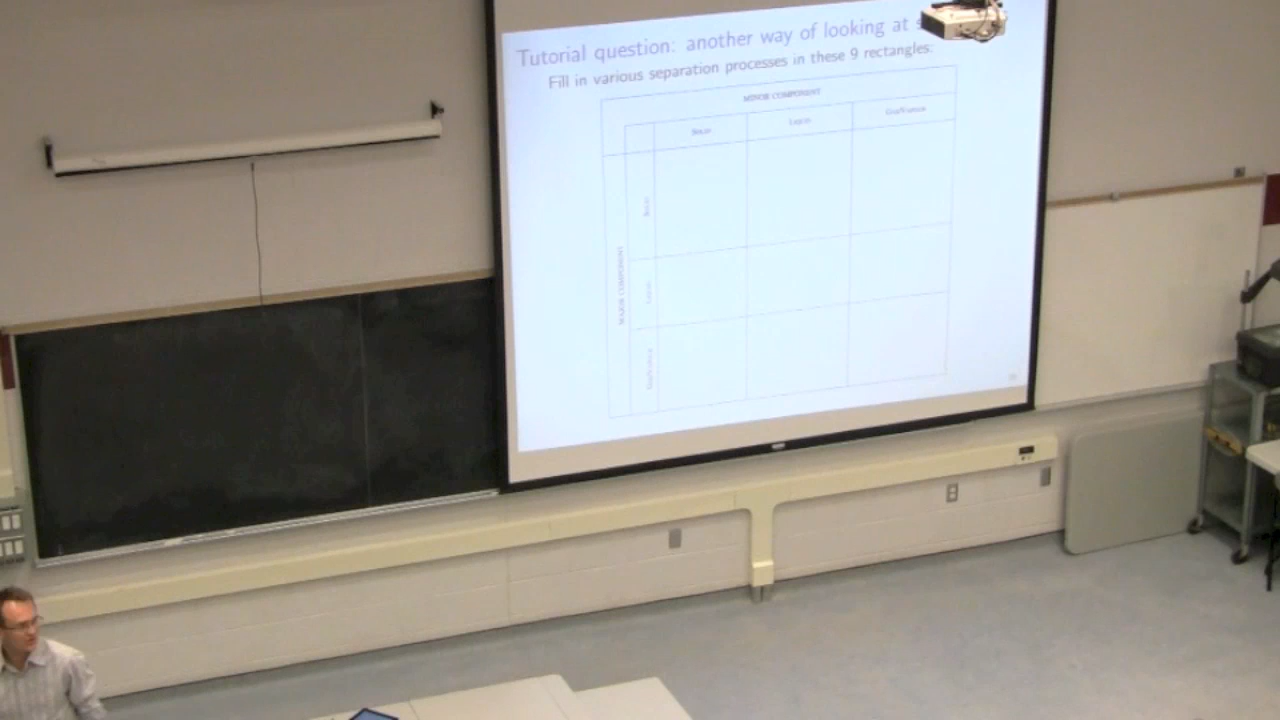 Tutorial question: another way of looking at
Fill in various separation processes in these 9 rectangles:
MINOR COMPONENT
SOLID LIQUID GAS/VAPOUR
SOLID
MAJOR COMPONENT
LIQUID
GAS/VAPOUR